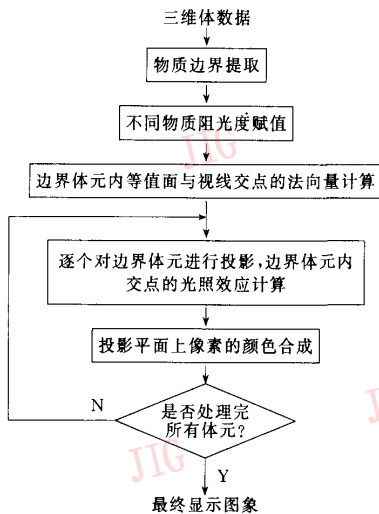 三维体数据
物质边界提取
不同物质阻光度赋值
JIG
边界体元内等值面与视线交点的法向量计算
逐个对边界体元进行投影,边界体元内
交点的光照效应计算
投影平面上像素的颜色合成
N
是否处理完
所有体元?
J
JIG
Y
最终显示图象